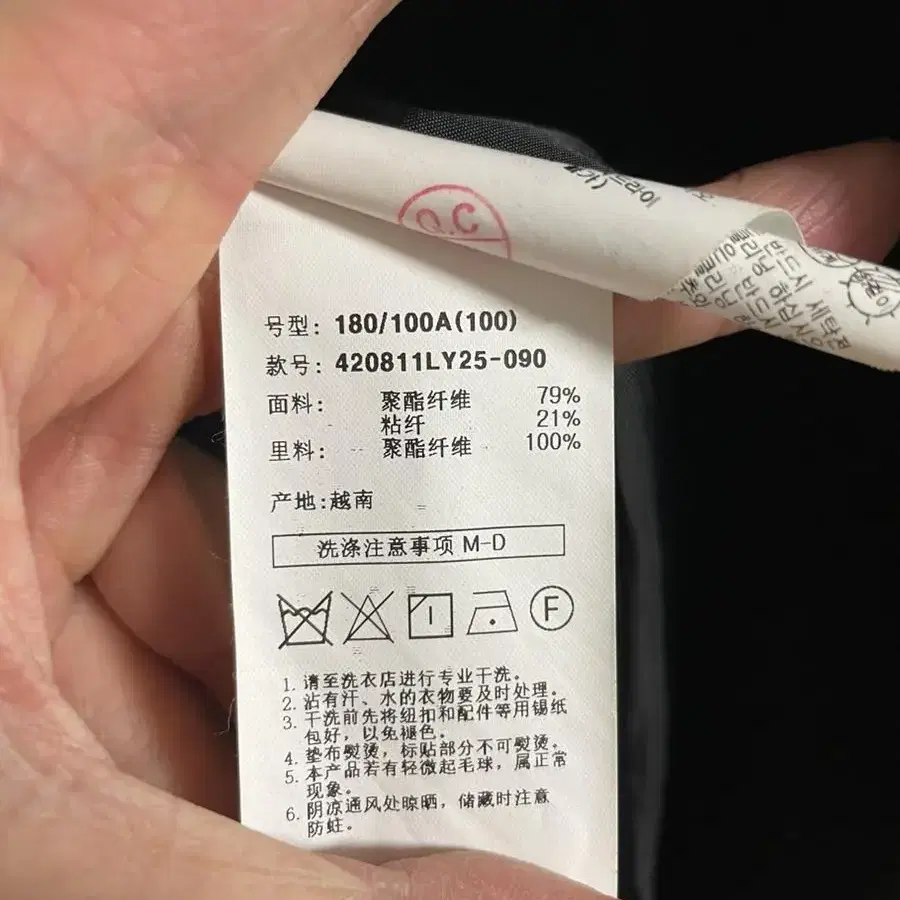 Q.C
号型: 180/100A(100)
款号: 420811LY25-090
面料: 聚酯纤维 79%
粘纤 21%
里料: 聚酯纤维 100%
产地:越南
洗涤注意事项 M-D
F
1. 请至洗衣店进行专业干洗。
2. 沾有汗、水的衣物要及时处理。
3. 干洗前先将纽扣和配件等用锡纸
包好，以免褪色。
4. 垫布熨烫，标贴部分不可熨烫。
5. 本产品若有轻微起毛球，属正常
现象。
6. 阴凉通风处晾晒，储藏时注意
防蛀。